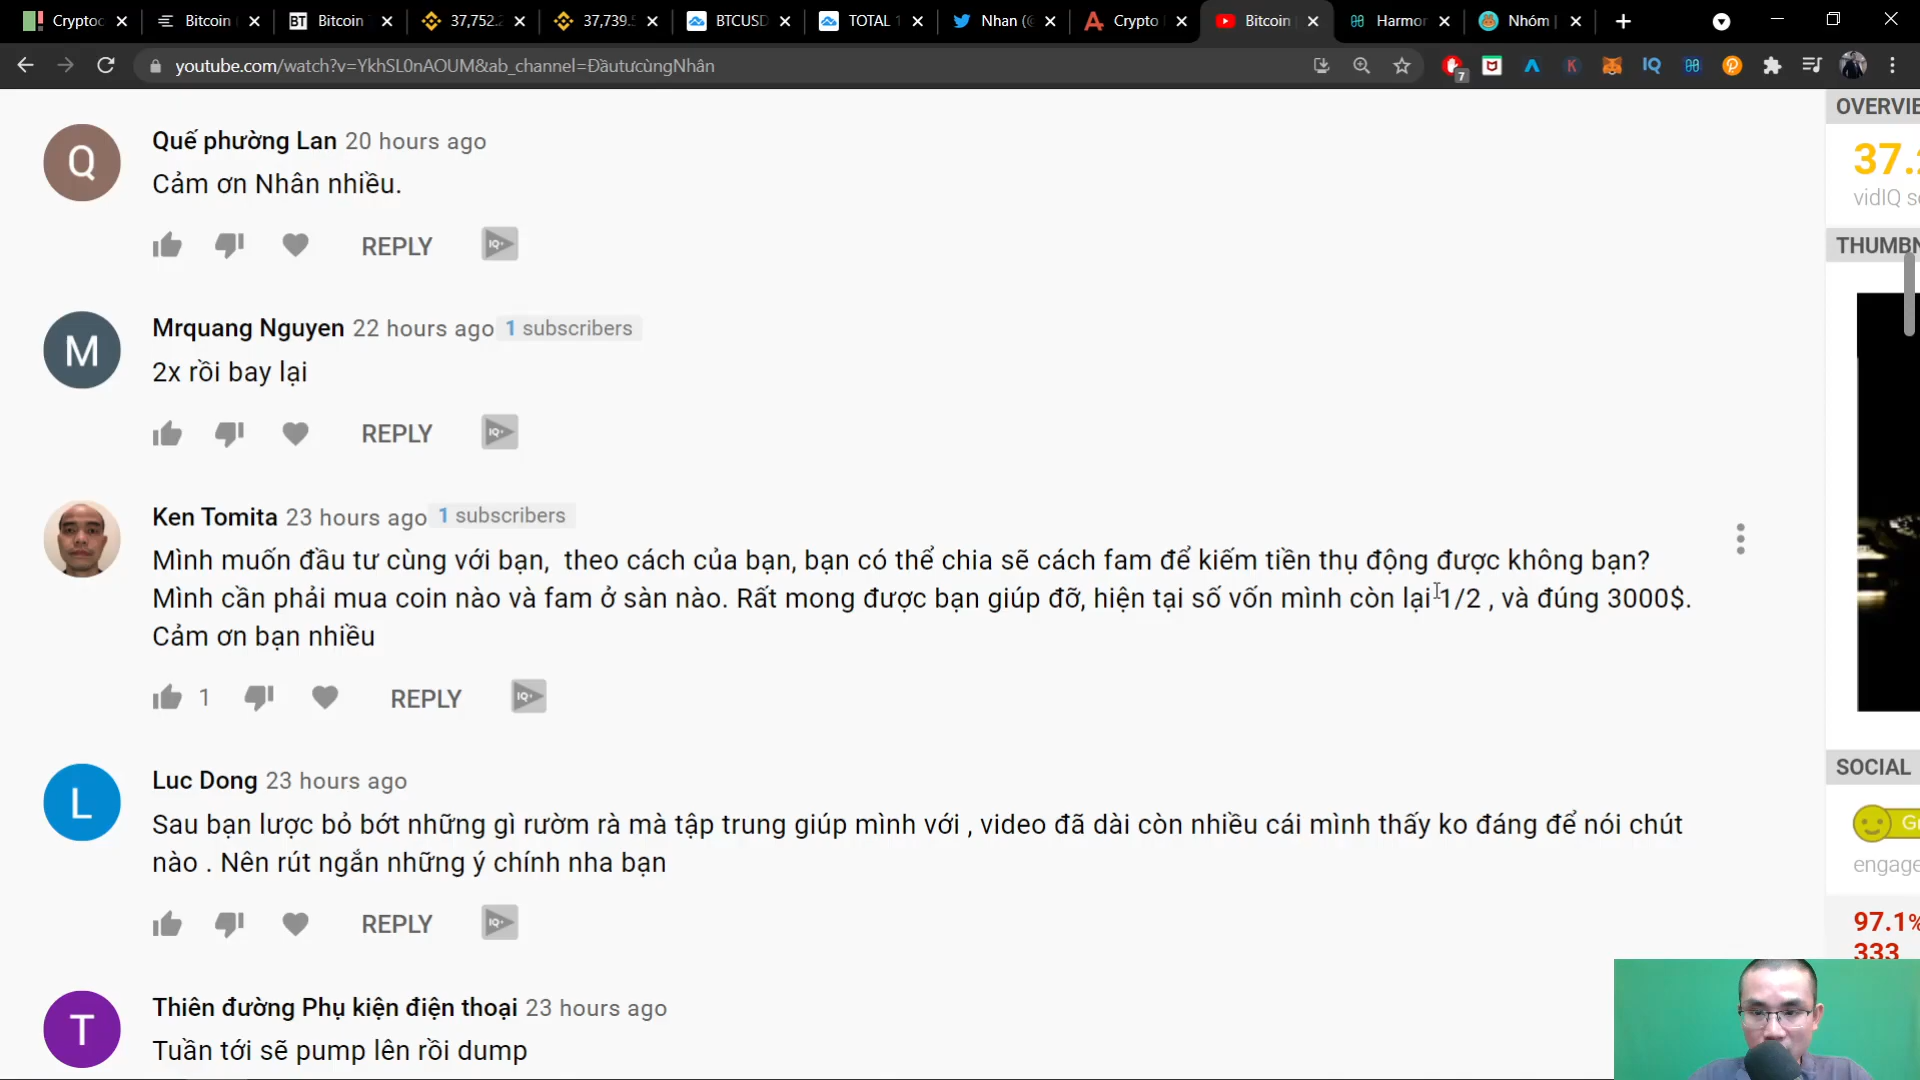 Cryptoc
Bitcoin
BT Bitcoin
37,752.
37,739.
BTCUSD
TOTAL
Nhan (@
Crypto
Bitcoin
Harmon
Nhóm
youtube.com/watch?v=YkhSL0nAOUM&ab_channel=ĐầutưcùngNhân
7
IQ
OVERVIE
Q
Quế phường Lan 20 hours ago
Cảm ơn Nhân nhiều.
37.
vidIQ sc
REPLY IQ+
THUMBN
M
Mrquang Nguyen 22 hours ago 1 subscribers
2x rồi bay lại
REPLY IQ+
Ken Tomita 23 hours ago 1 subscribers
Mình muốn đầu tư cùng với bạn, theo cách của bạn, bạn có thể chia sẽ cách fam để kiếm tiền thụ động được không bạn?
Mình cần phải mua coin nào và fam ở sàn nào. Rất mong được bạn giúp đỡ, hiện tại số vốn mình còn lại 1/2 , và đúng 3000$.
Cảm ơn bạn nhiều
1 REPLY IQ+
SOCIAL
L
Luc Dong 23 hours ago
Sau bạn lược bỏ bớt những gì rườm rà mà tập trung giúp mình với , video đã dài còn nhiều cái mình thấy ko đáng để nói chút
nào . Nên rút ngắn những ý chính nha bạn
engage
REPLY IQ+
97.1%
333
T
Thiên đường Phụ kiện điện thoại 23 hours ago
Tuần tới sẽ pump lên rồi dump